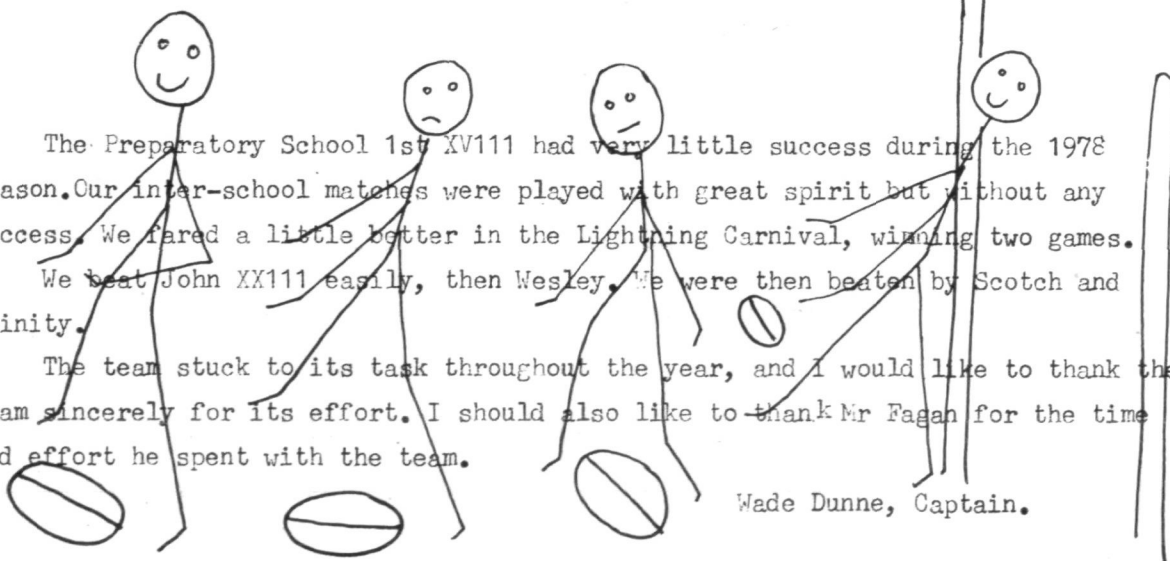 The Preparatory School 1st XV111 had very little success during the 1978
ason.Our inter-school matches were played with great spirit but without any
ccess. We fared a little better in the Lightning Carnival, winning two games.
We beat John XX111 easily, then Wesley. We were then beaten by Scotch and
inity.
The team stuck to its task throughout the year, and I would like to thank the
am sincerely for its effort. I should also like to thank Mr Fagan for the time
d effort he spent with the team.
Wade Dunne, Captain.